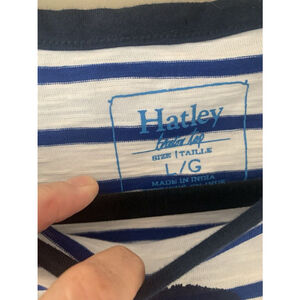 Hatley
SIZE | TAILLE
L/G
MADE IN INDIA